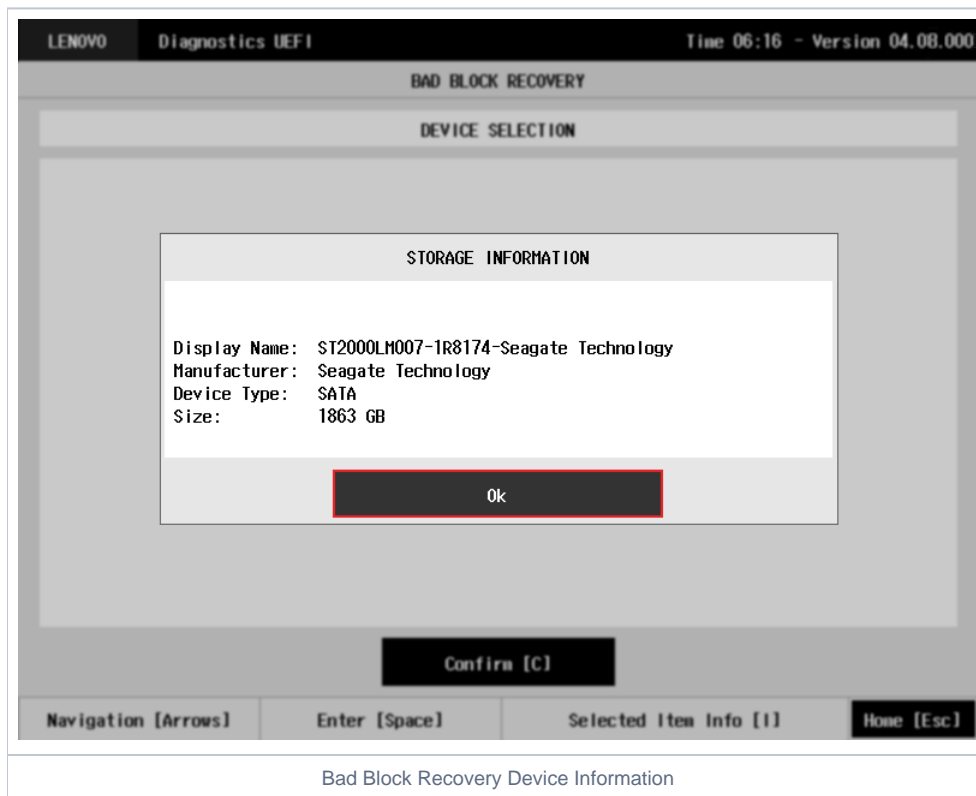 LENOVO Diagnostics UEFI Time 06:16 - Version 04.08.000
BAD BLOCK RECOVERY
DEVICE SELECTION
STORAGE INFORMATION
Display Name: ST2000LM007-1R8174-Seagate Technology
Manufacturer: Seagate Technology
Device Type: SATA
Size: 1863 GB
Ok
Confirm [C]
Navigation [Arrows] Enter [Space] Selected Item Info [I] Home [Esc]
Bad Block Recovery Device Information